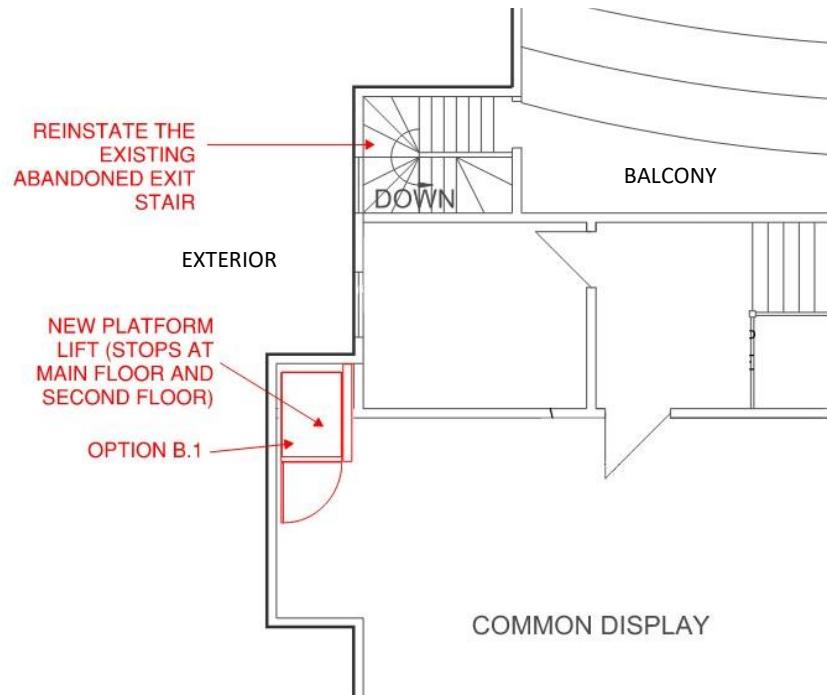 REINSTATE THE
EXISTING
ABANDONED EXIT
STAIR
DOWN
BALCONY
EXTERIOR
NEW PLATFORM
LIFT (STOPS AT
MAIN FLOOR AND
SECOND FLOOR)
OPTION B.1
COMMON DISPLAY